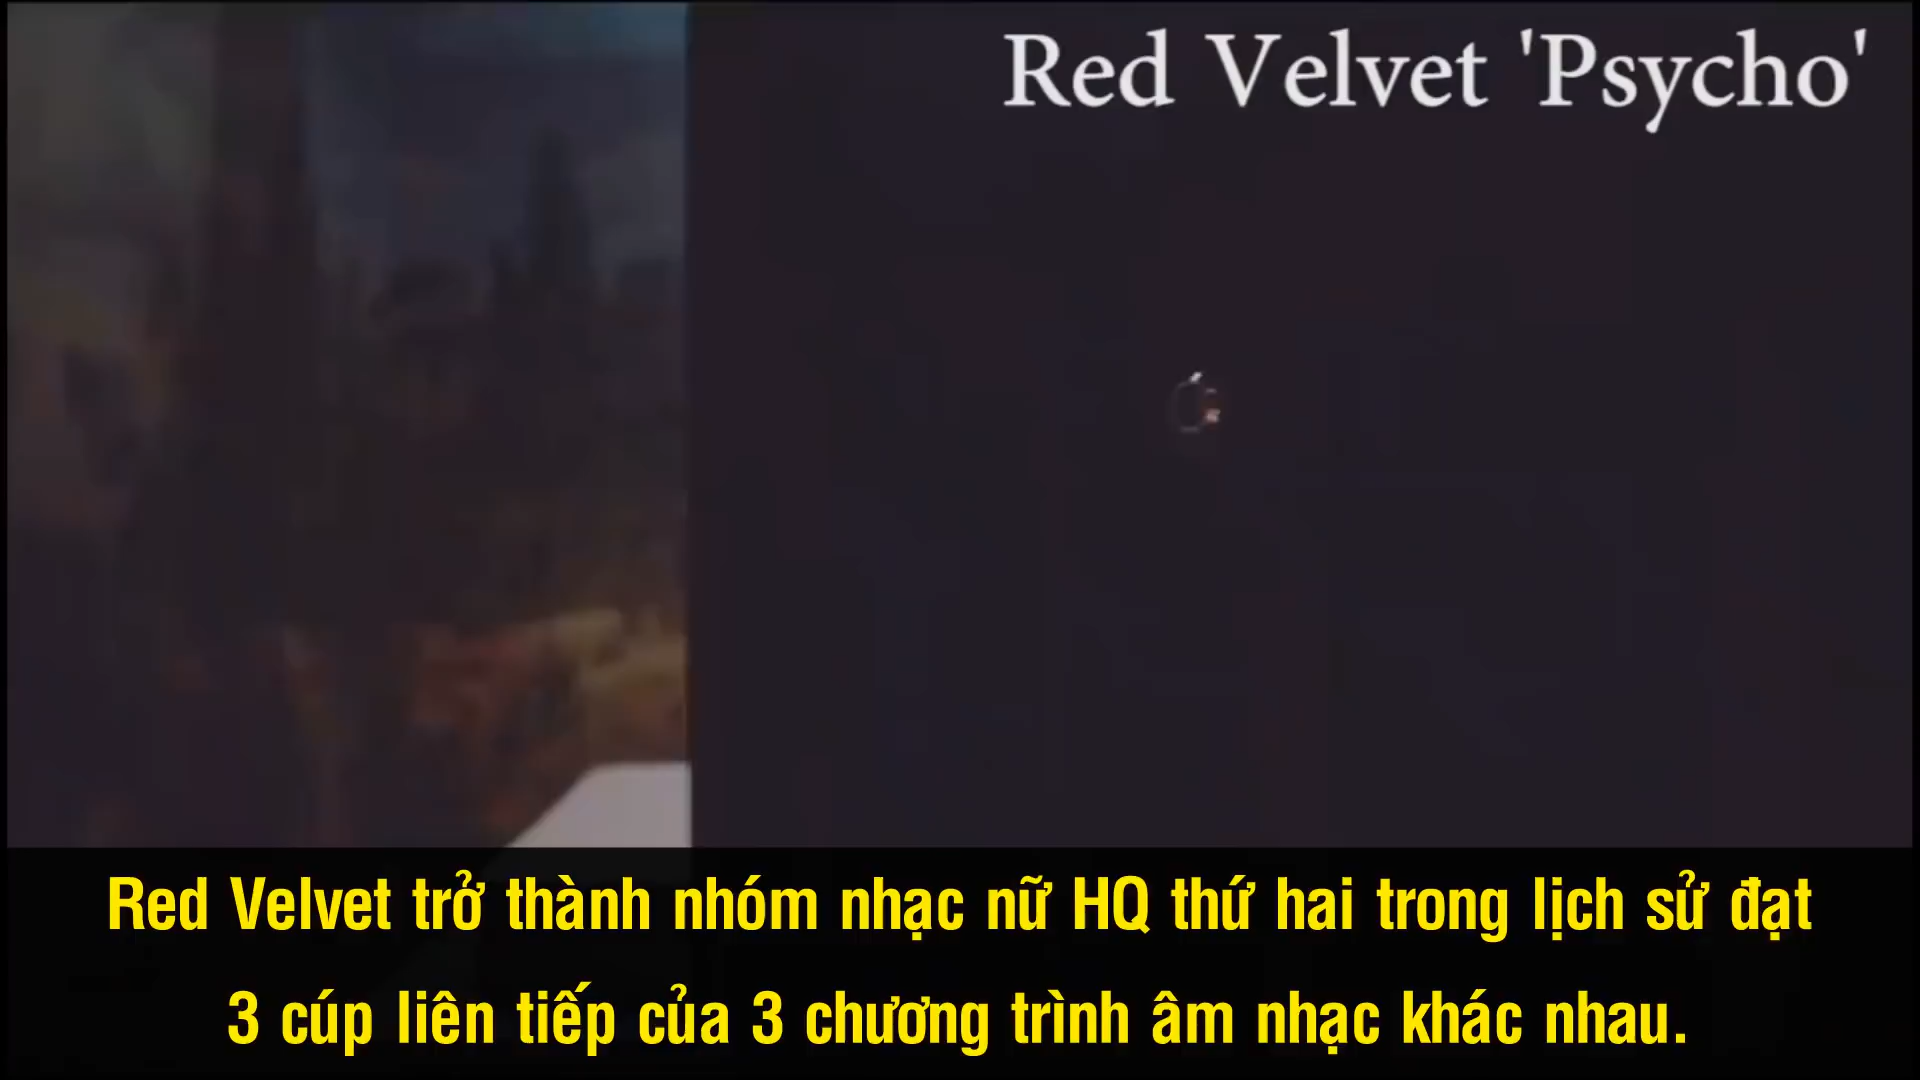 Red Velvet 'Psycho'
Red Velvet trở thành nhóm nhạc nữ HQ thứ hai trong lịch sử đạt
3 cúp liên tiếp của 3 chương trình âm nhạc khác nhau.